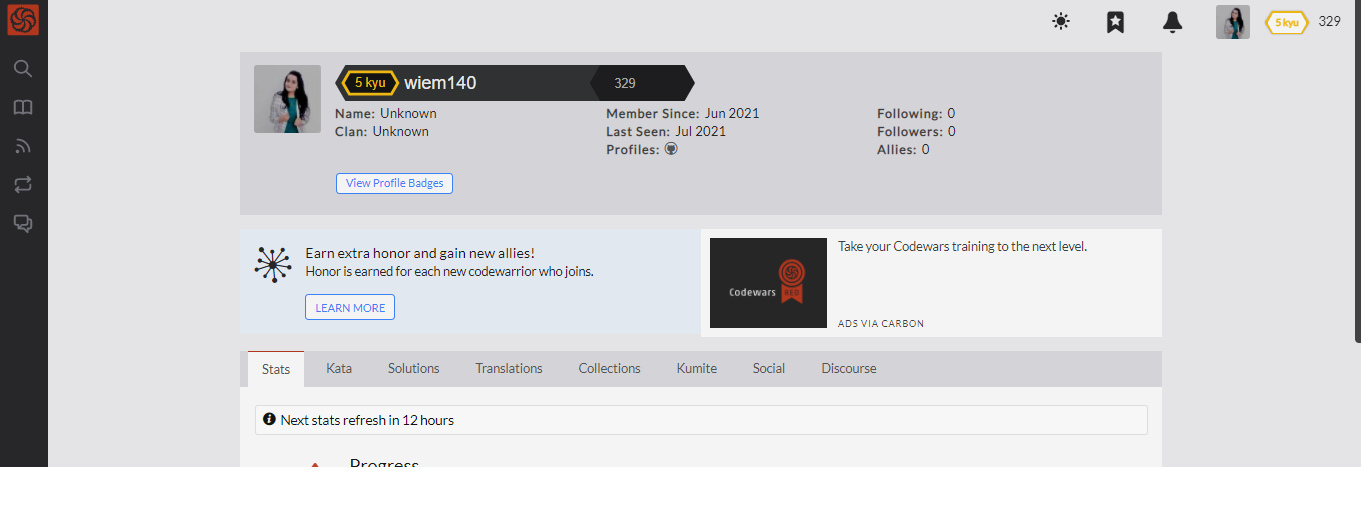 5 kyu 329
5 kyu wiem140 329
Name: Unknown
Clan: Unknown
Member Since: Jun 2021
Last Seen: Jul 2021
Profiles:
Following: 0
Followers: 0
Allies: 0
View Profile Badges
Earn extra honor and gain new allies!
Honor is earned for each new codewarrior who joins.
LEARN MORE
Codewars RED
Take your Codewars training to the next level.
ADS VIA CARBON
Stats Kata Solutions Translations Collections Kumite Social Discourse
Next stats refresh in 12 hours
Progress